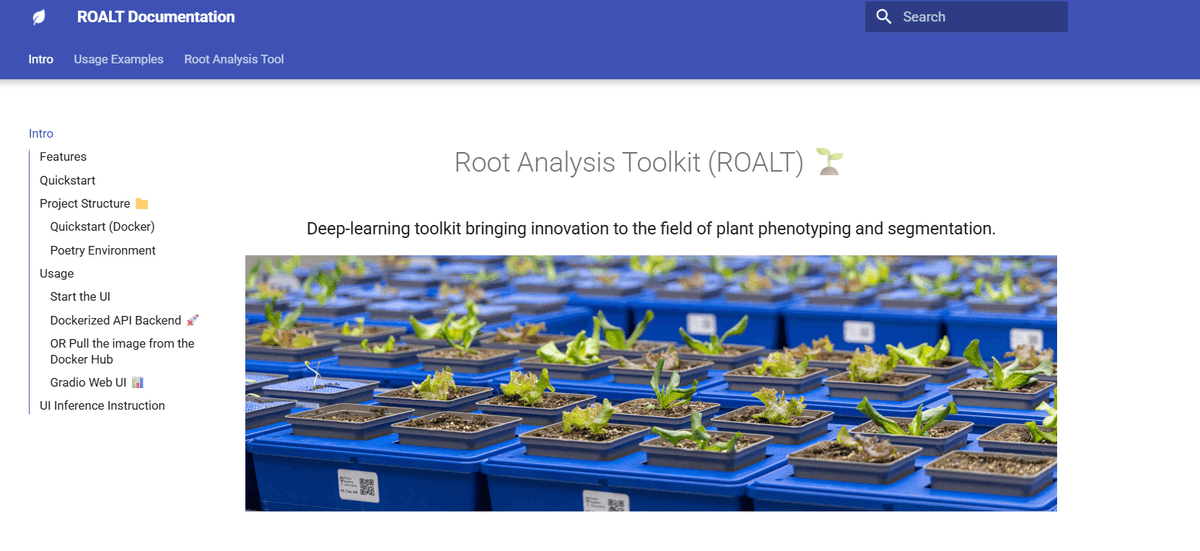 ROALT Documentation
Search
Intro
Usage Examples
Root Analysis Tool
Intro
Features
Quickstart
Project Structure
Quickstart (Docker)
Poetry Environment
Usage
Start the UI
Dockerized API Backend
OR Pull the image from the
Docker Hub
Gradio Web UI
UI Inference Instruction
Root Analysis Toolkit (ROALT)
Deep-learning toolkit bringing innovation to the field of plant phenotyping and segmentation.